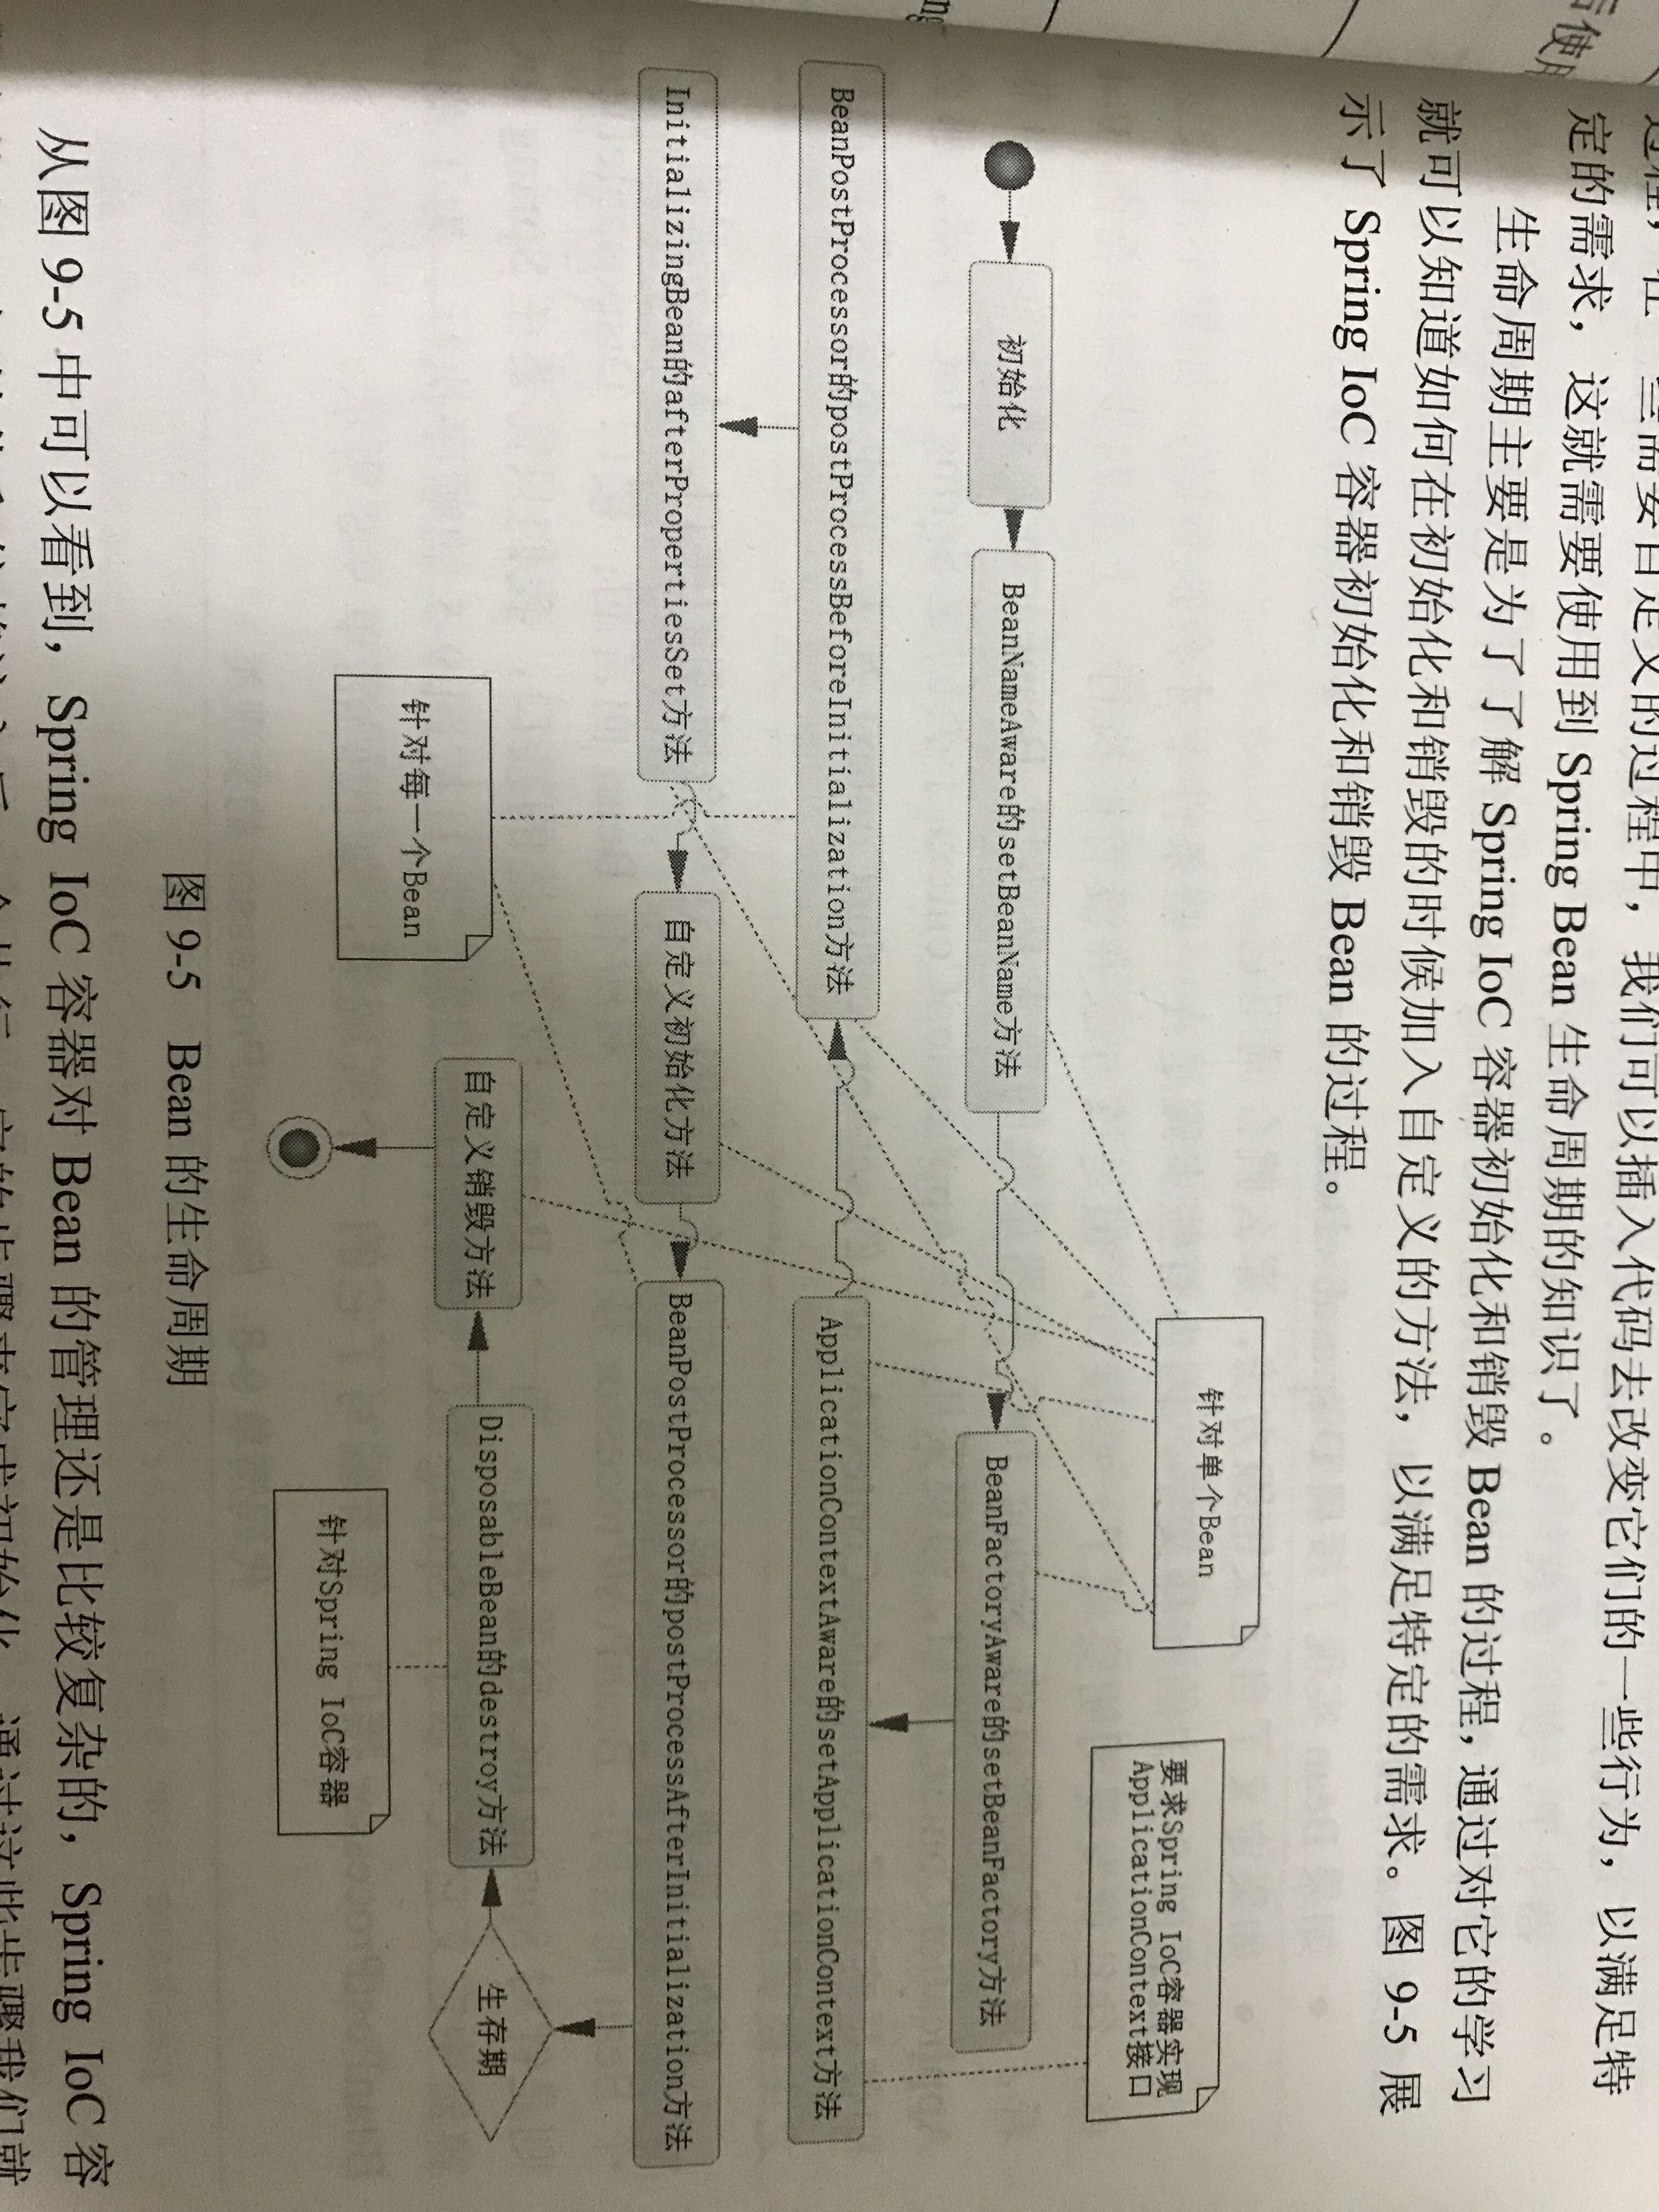 后使用
ng
过程，在一些需要自定义的过程中，我们可以插入代码去改变它们的一些行为，以满足特
定的需求，这就需要使用到 Spring Bean 生命周期的知识了。
生命周期主要是为了了解 Spring IoC 容器初始化和销毁 Bean 的过程，通过对它的学习
就可以知道如何在初始化和销毁的时候加入自定义的方法，以满足特定的需求。图 9-5 展
示了 Spring IoC 容器初始化和销毁 Bean 的过程。
针对单个Bean
要求Spring IoC容器实现
ApplicationContext接口
初始化
BeanNameAware的setBeanName方法
BeanFactoryAware的setBeanFactory方法
BeanPostProcessor的postProcessBeforeInitialization方法
ApplicationContextAware的setApplicationContext方法
InitializingBean的afterPropertiesSet方法
自定义初始化方法
BeanPostProcessor的postProcessAfterInitialization方法
针对每一个Bean
自定义销毁方法
DisposableBean的destroy方法
生存期
针对Spring IoC容器
图 9-5 Bean 的生命周期
从图 9-5 中可以看到，Spring IoC 容器对 Bean 的管理还是比较复杂的，Spring IoC 容
步骤来完成初始化，通过这些步骤我们就